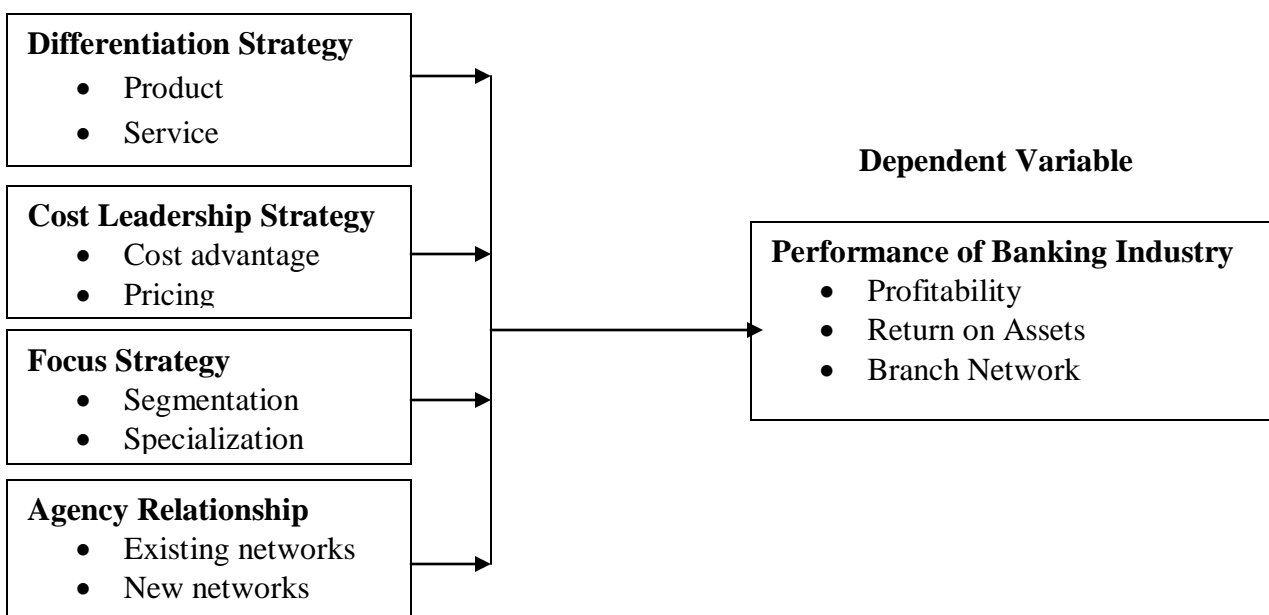 Differentiation Strategy
• Product
• Service
Cost Leadership Strategy
• Cost advantage
• Pricing
Focus Strategy
• Segmentation
• Specialization
Agency Relationship
• Existing networks
• New networks
Dependent Variable
Performance of Banking Industry
• Profitability
• Return on Assets
• Branch Network